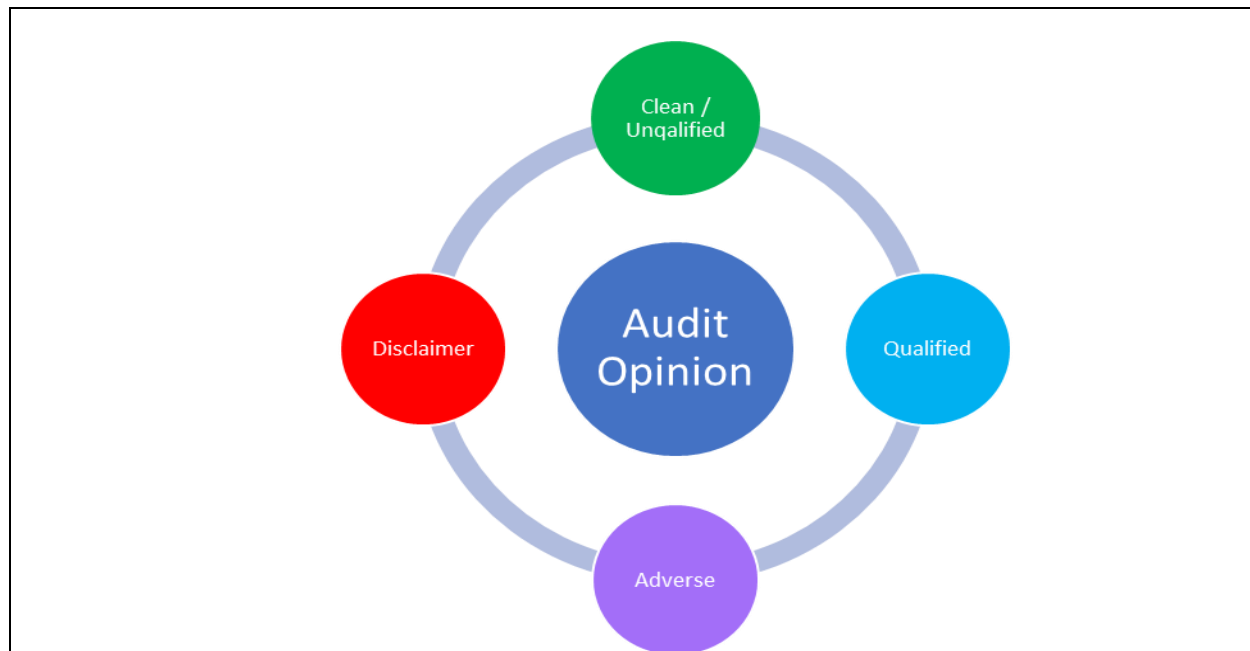 Clean /
Unqalified
Audit
Opinion
Disclaimer
Qualified
Adverse